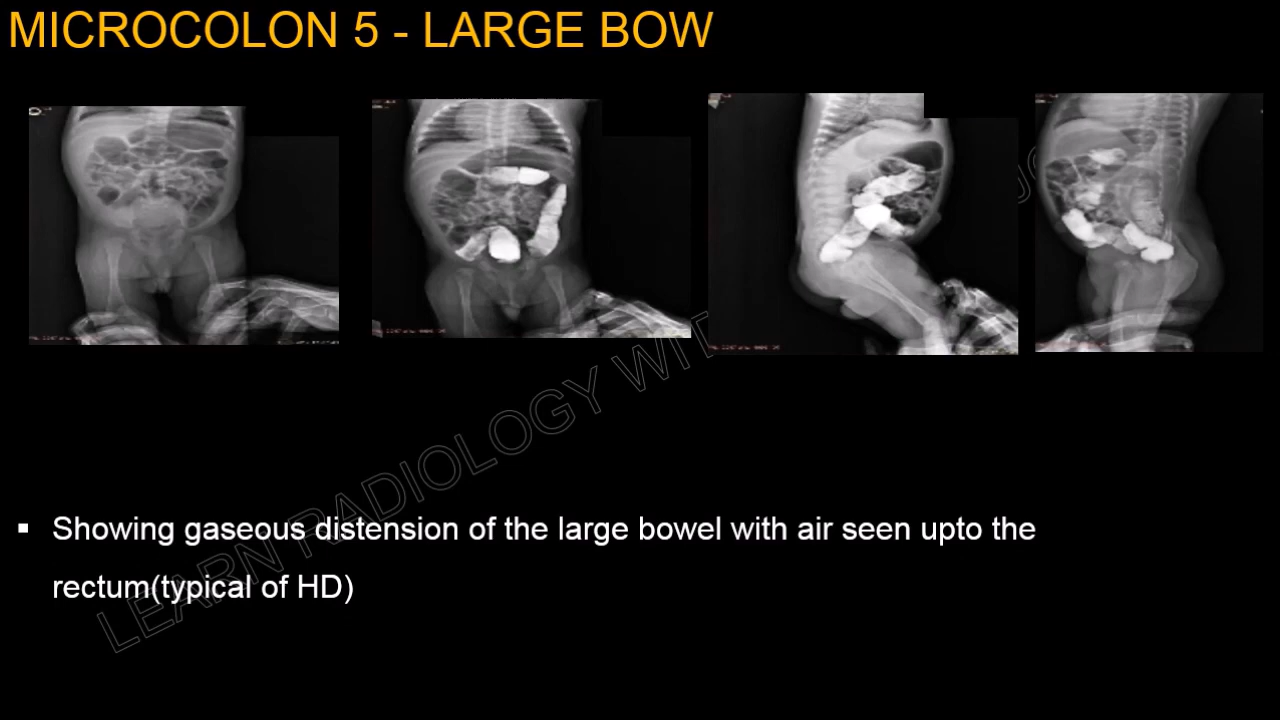 MICROCOLON 5 - LARGE BOW
▪ Showing gaseous distension of the large bowel with air seen upto the
rectum(typical of HD)
LEARN RADIOLOGY WIT